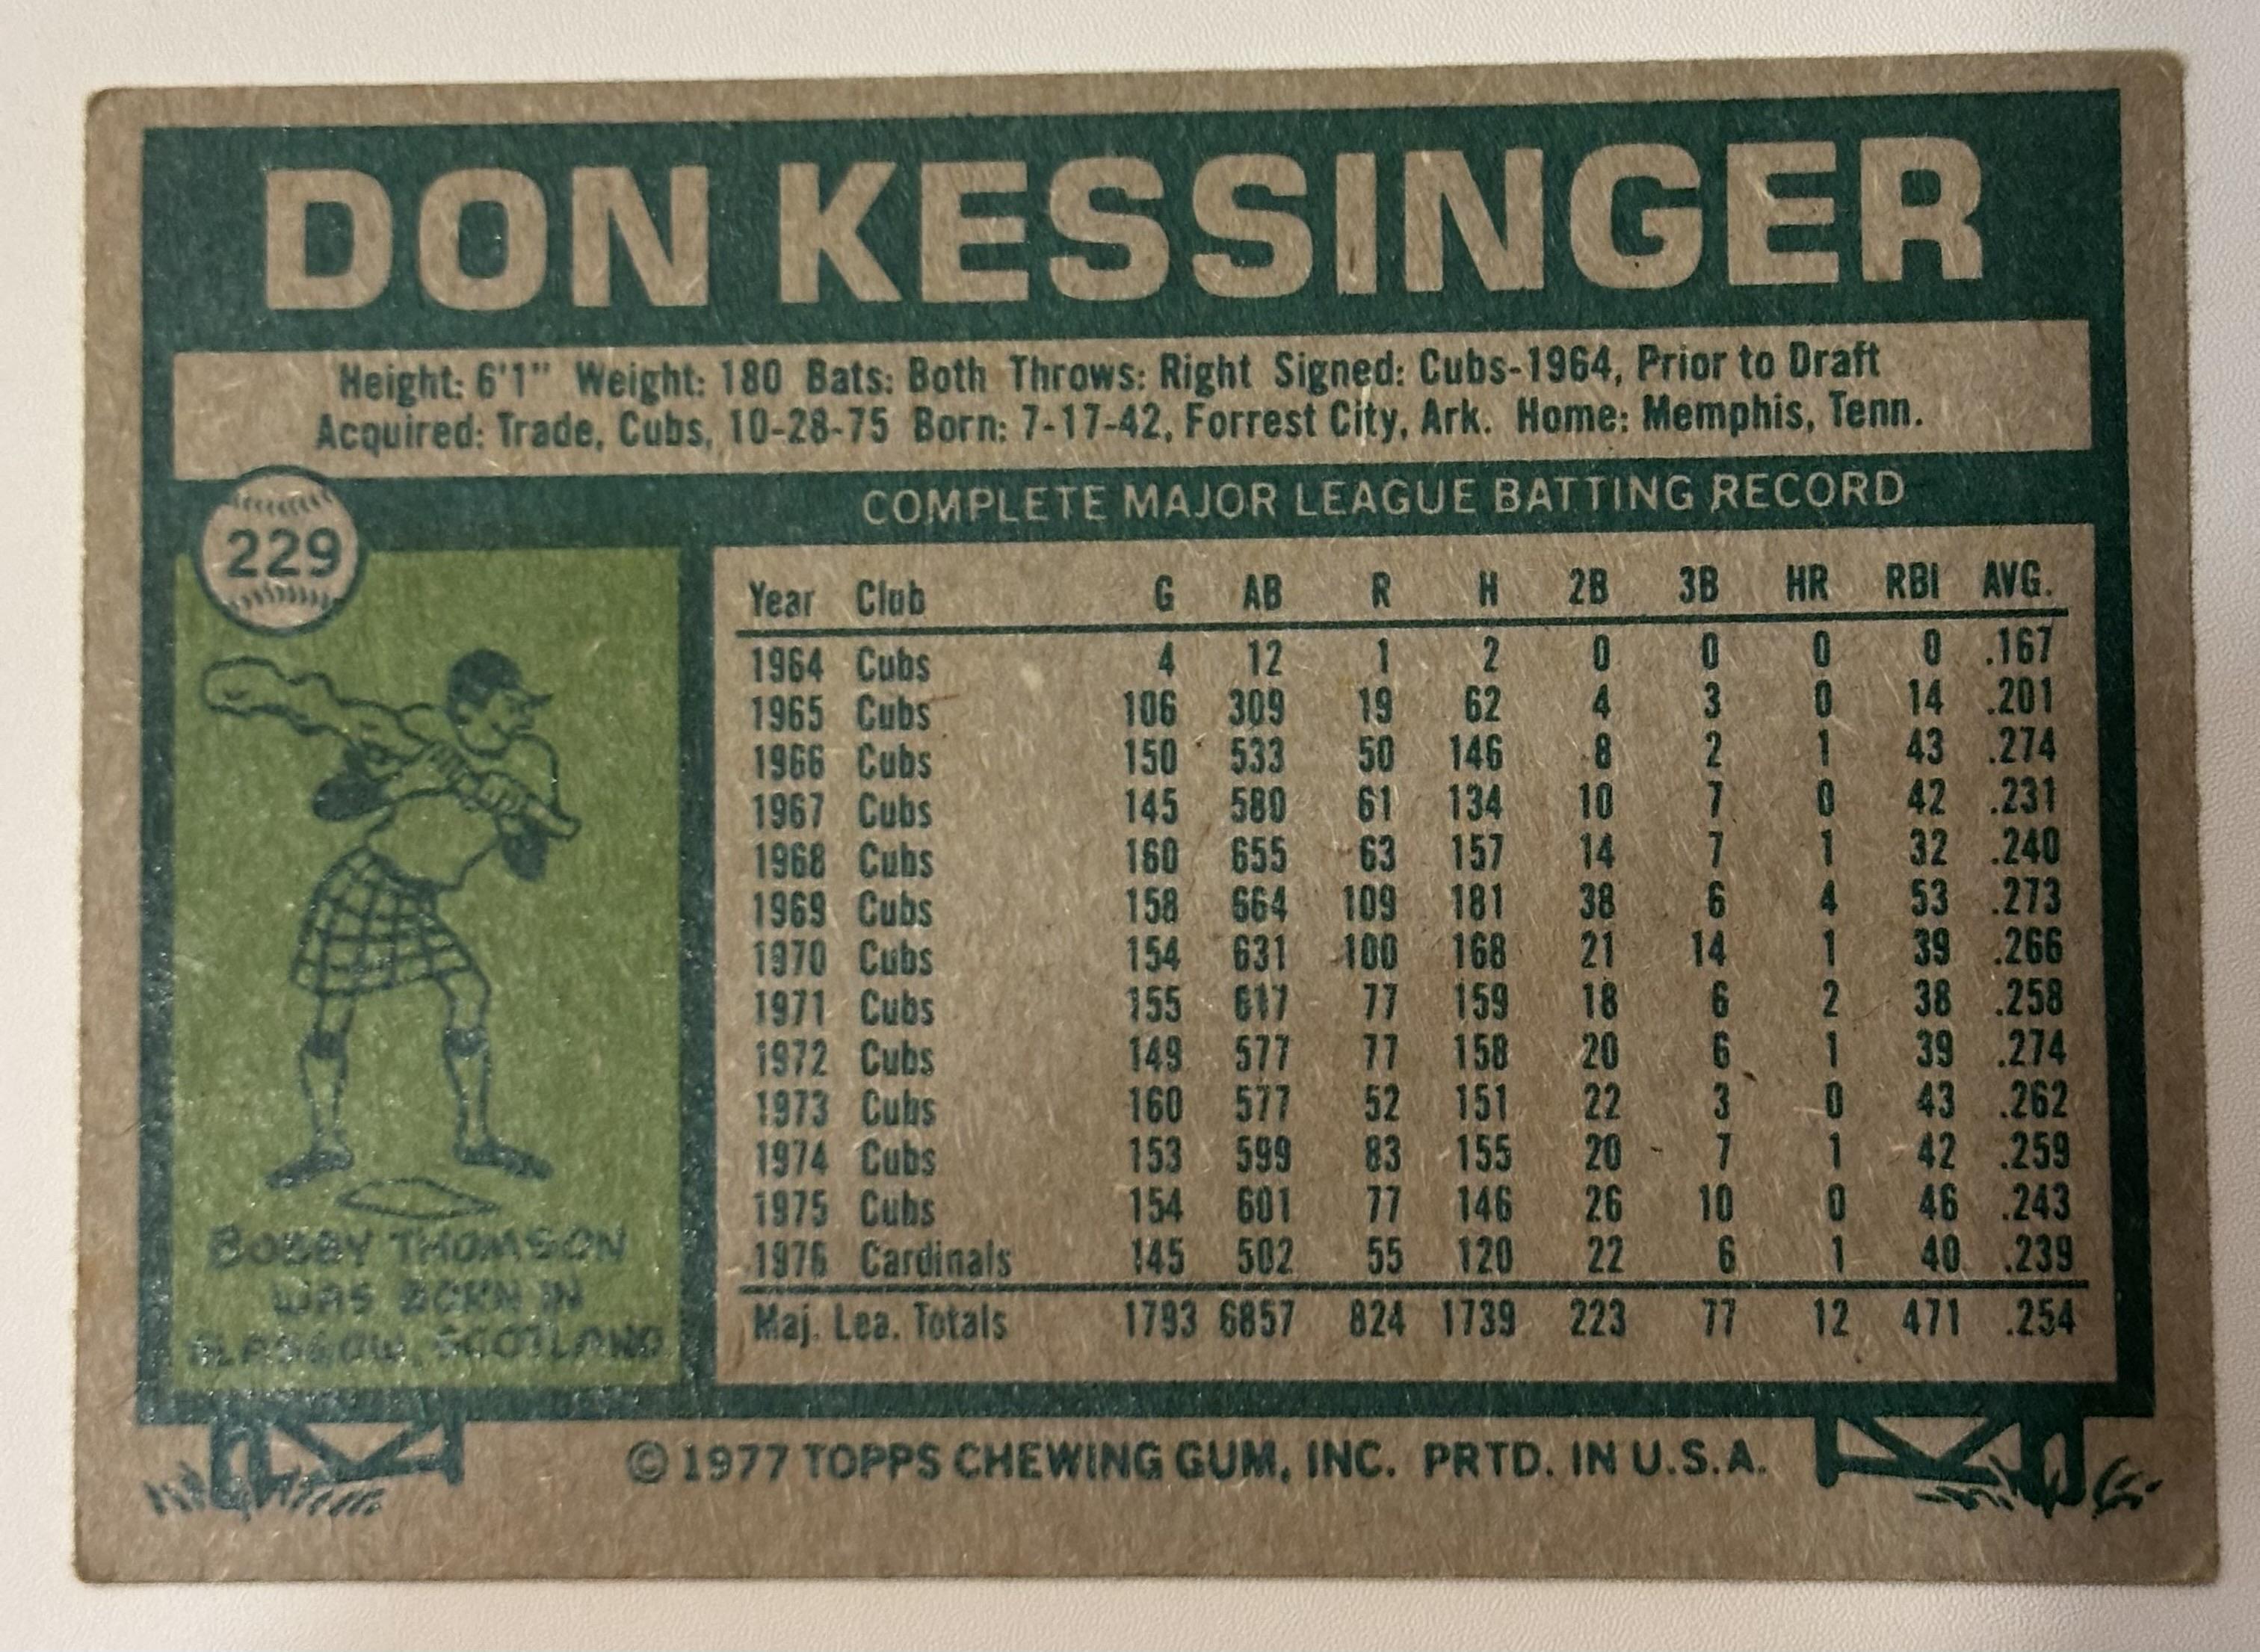 DON KESSINGER
Height: 6'1" Weight: 180 Bats: Both Throws: Right Signed: Cubs-1964, Prior to Draft
Acquired: Trade, Cubs, 10-28-75 Born: 7-17-42, Forrest City, Ark. Home: Memphis, Tenn.
229
COMPLETE MAJOR LEAGUE BATTING RECORD
Year Club G AB R H 2B 3B HR RBI AVG.
1964 Cubs 4 12 1 2 0 0 0 0 .167
1965 Cubs 106 309 19 62 4 3 0 14 .201
1966 Cubs 150 533 50 146 8 2 1 43 .274
1967 Cubs 145 580 61 134 10 7 0 42 .231
1968 Cubs 160 655 63 157 14 7 1 32 .240
1969 Cubs 158 664 109 181 38 6 4 53 .273
1970 Cubs 154 631 100 168 21 14 1 39 .266
1971 Cubs 155 617 77 159 18 6 2 38 .258
1972 Cubs 149 577 77 158 20 6 1 39 .274
1973 Cubs 160 577 52 151 22 3 0 43 .262
1974 Cubs 153 599 83 155 20 7 1 42 .259
1975 Cubs 154 601 77 146 26 10 0 46 .243
1976 Cardinals 145 502 55 120 22 6 1 40 .239
Maj. Lea. Totals 1793 6857 824 1739 223 77 12 471 .254
BOBBY THOMSON
WAS BORN IN
GLASGOW, SCOTLAND
© 1977 TOPPS CHEWING GUM, INC. PRTD. IN U.S.A.